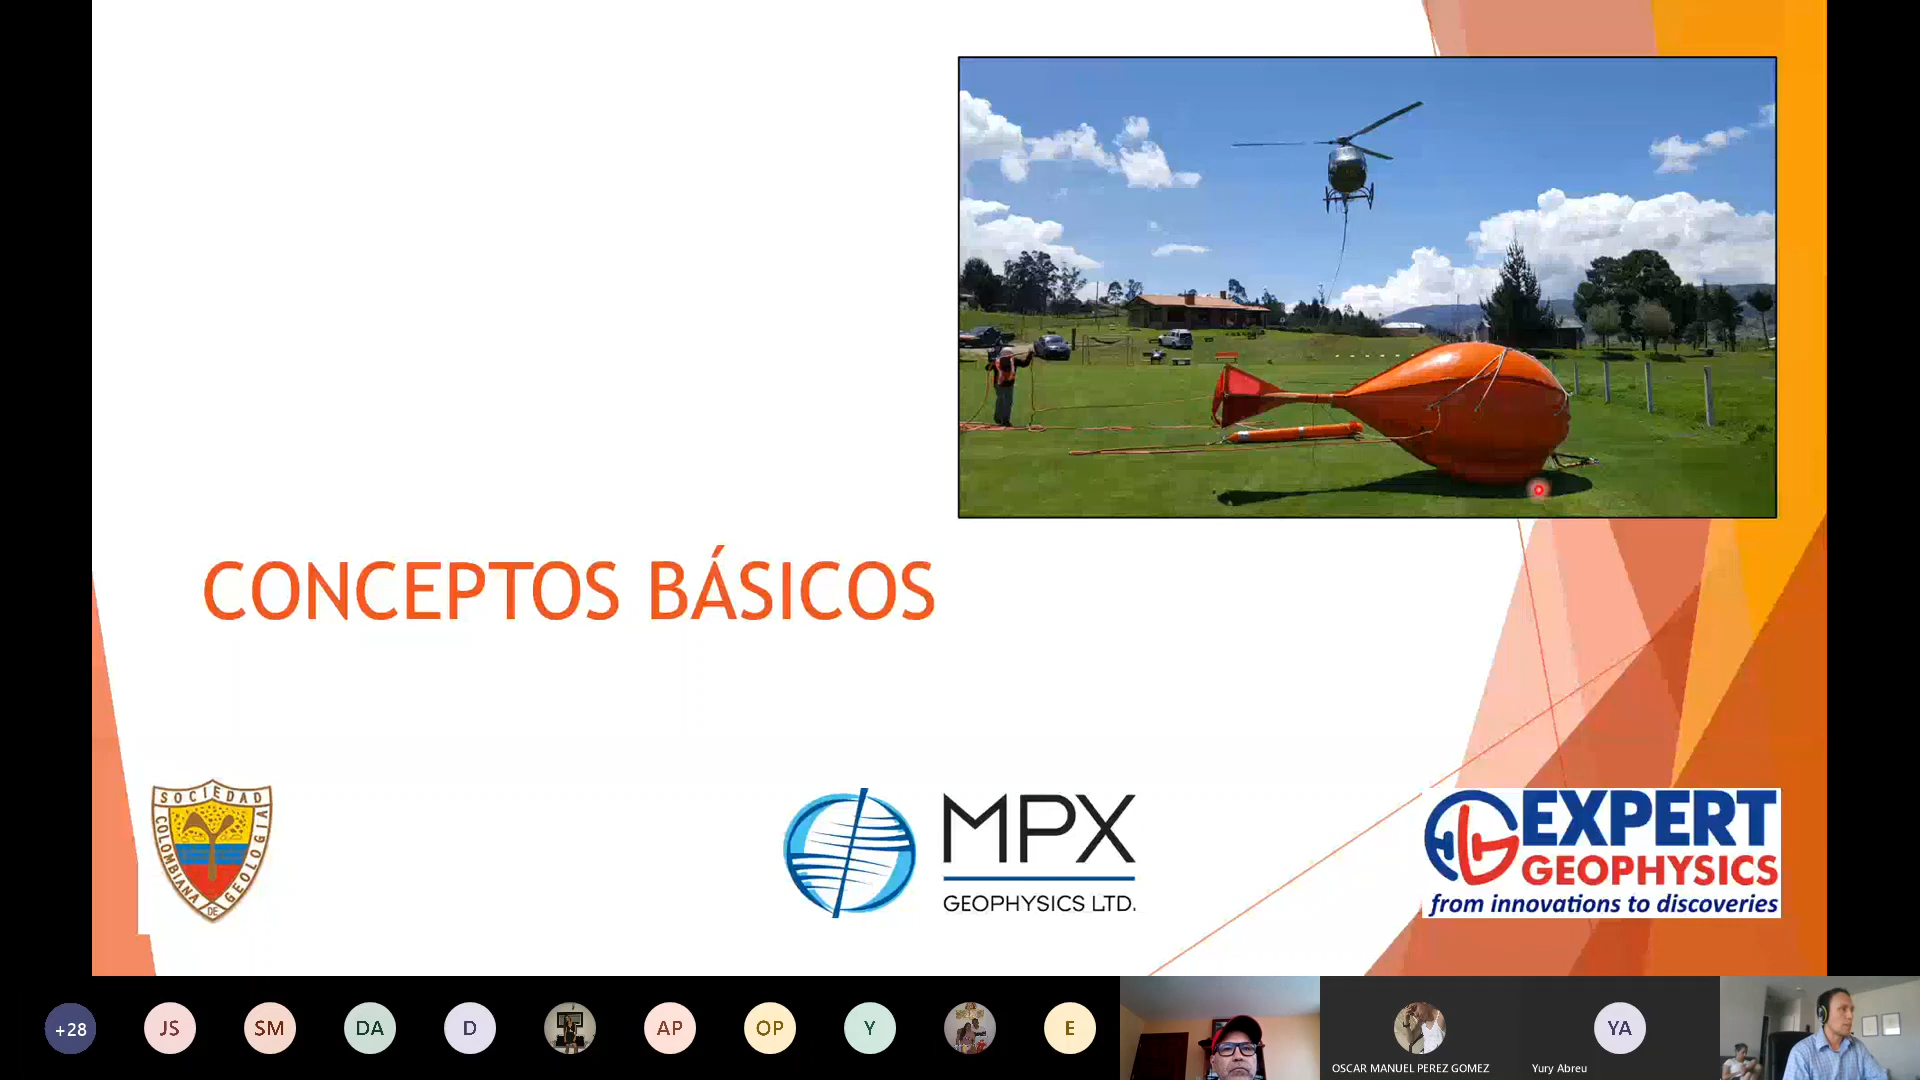 CONCEPTOS BÁSICOS
SOCIEDAD
COLOMBIANA
DE
GEOLOGIA
MPX
GEOPHYSICS LTD.
EXPERT
GEOPHYSICS
from innovations to discoveries
+28
JS
SM
DA
D
AP
OP
Y
E
OSCAR MANUEL PEREZ GOMEZ
YA
Yury Abreu